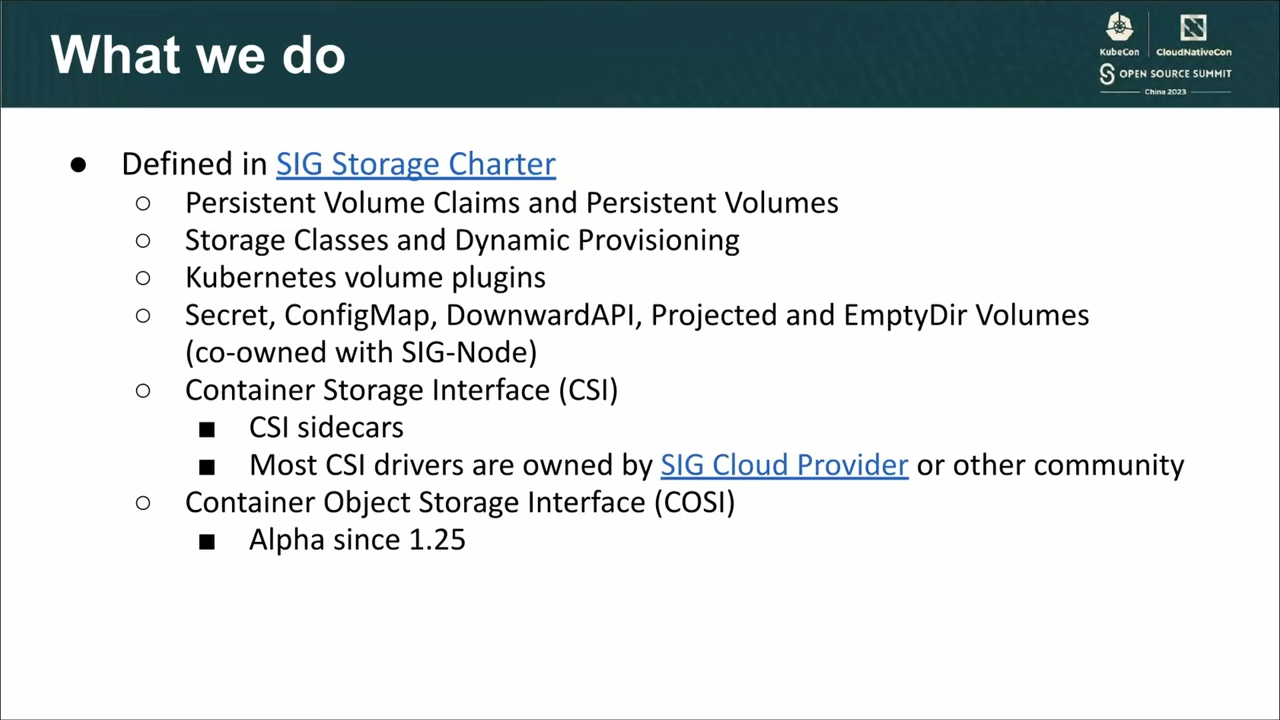 What we do
KubeCon
CloudNativeCon
OPEN SOURCE SUMMIT
China 2023
● Defined in SIG Storage Charter
○ Persistent Volume Claims and Persistent Volumes
○ Storage Classes and Dynamic Provisioning
○ Kubernetes volume plugins
○ Secret, ConfigMap, DownwardAPI, Projected and EmptyDir Volumes
(co-owned with SIG-Node)
○ Container Storage Interface (CSI)
■ CSI sidecars
■ Most CSI drivers are owned by SIG Cloud Provider or other community
○ Container Object Storage Interface (COSI)
■ Alpha since 1.25